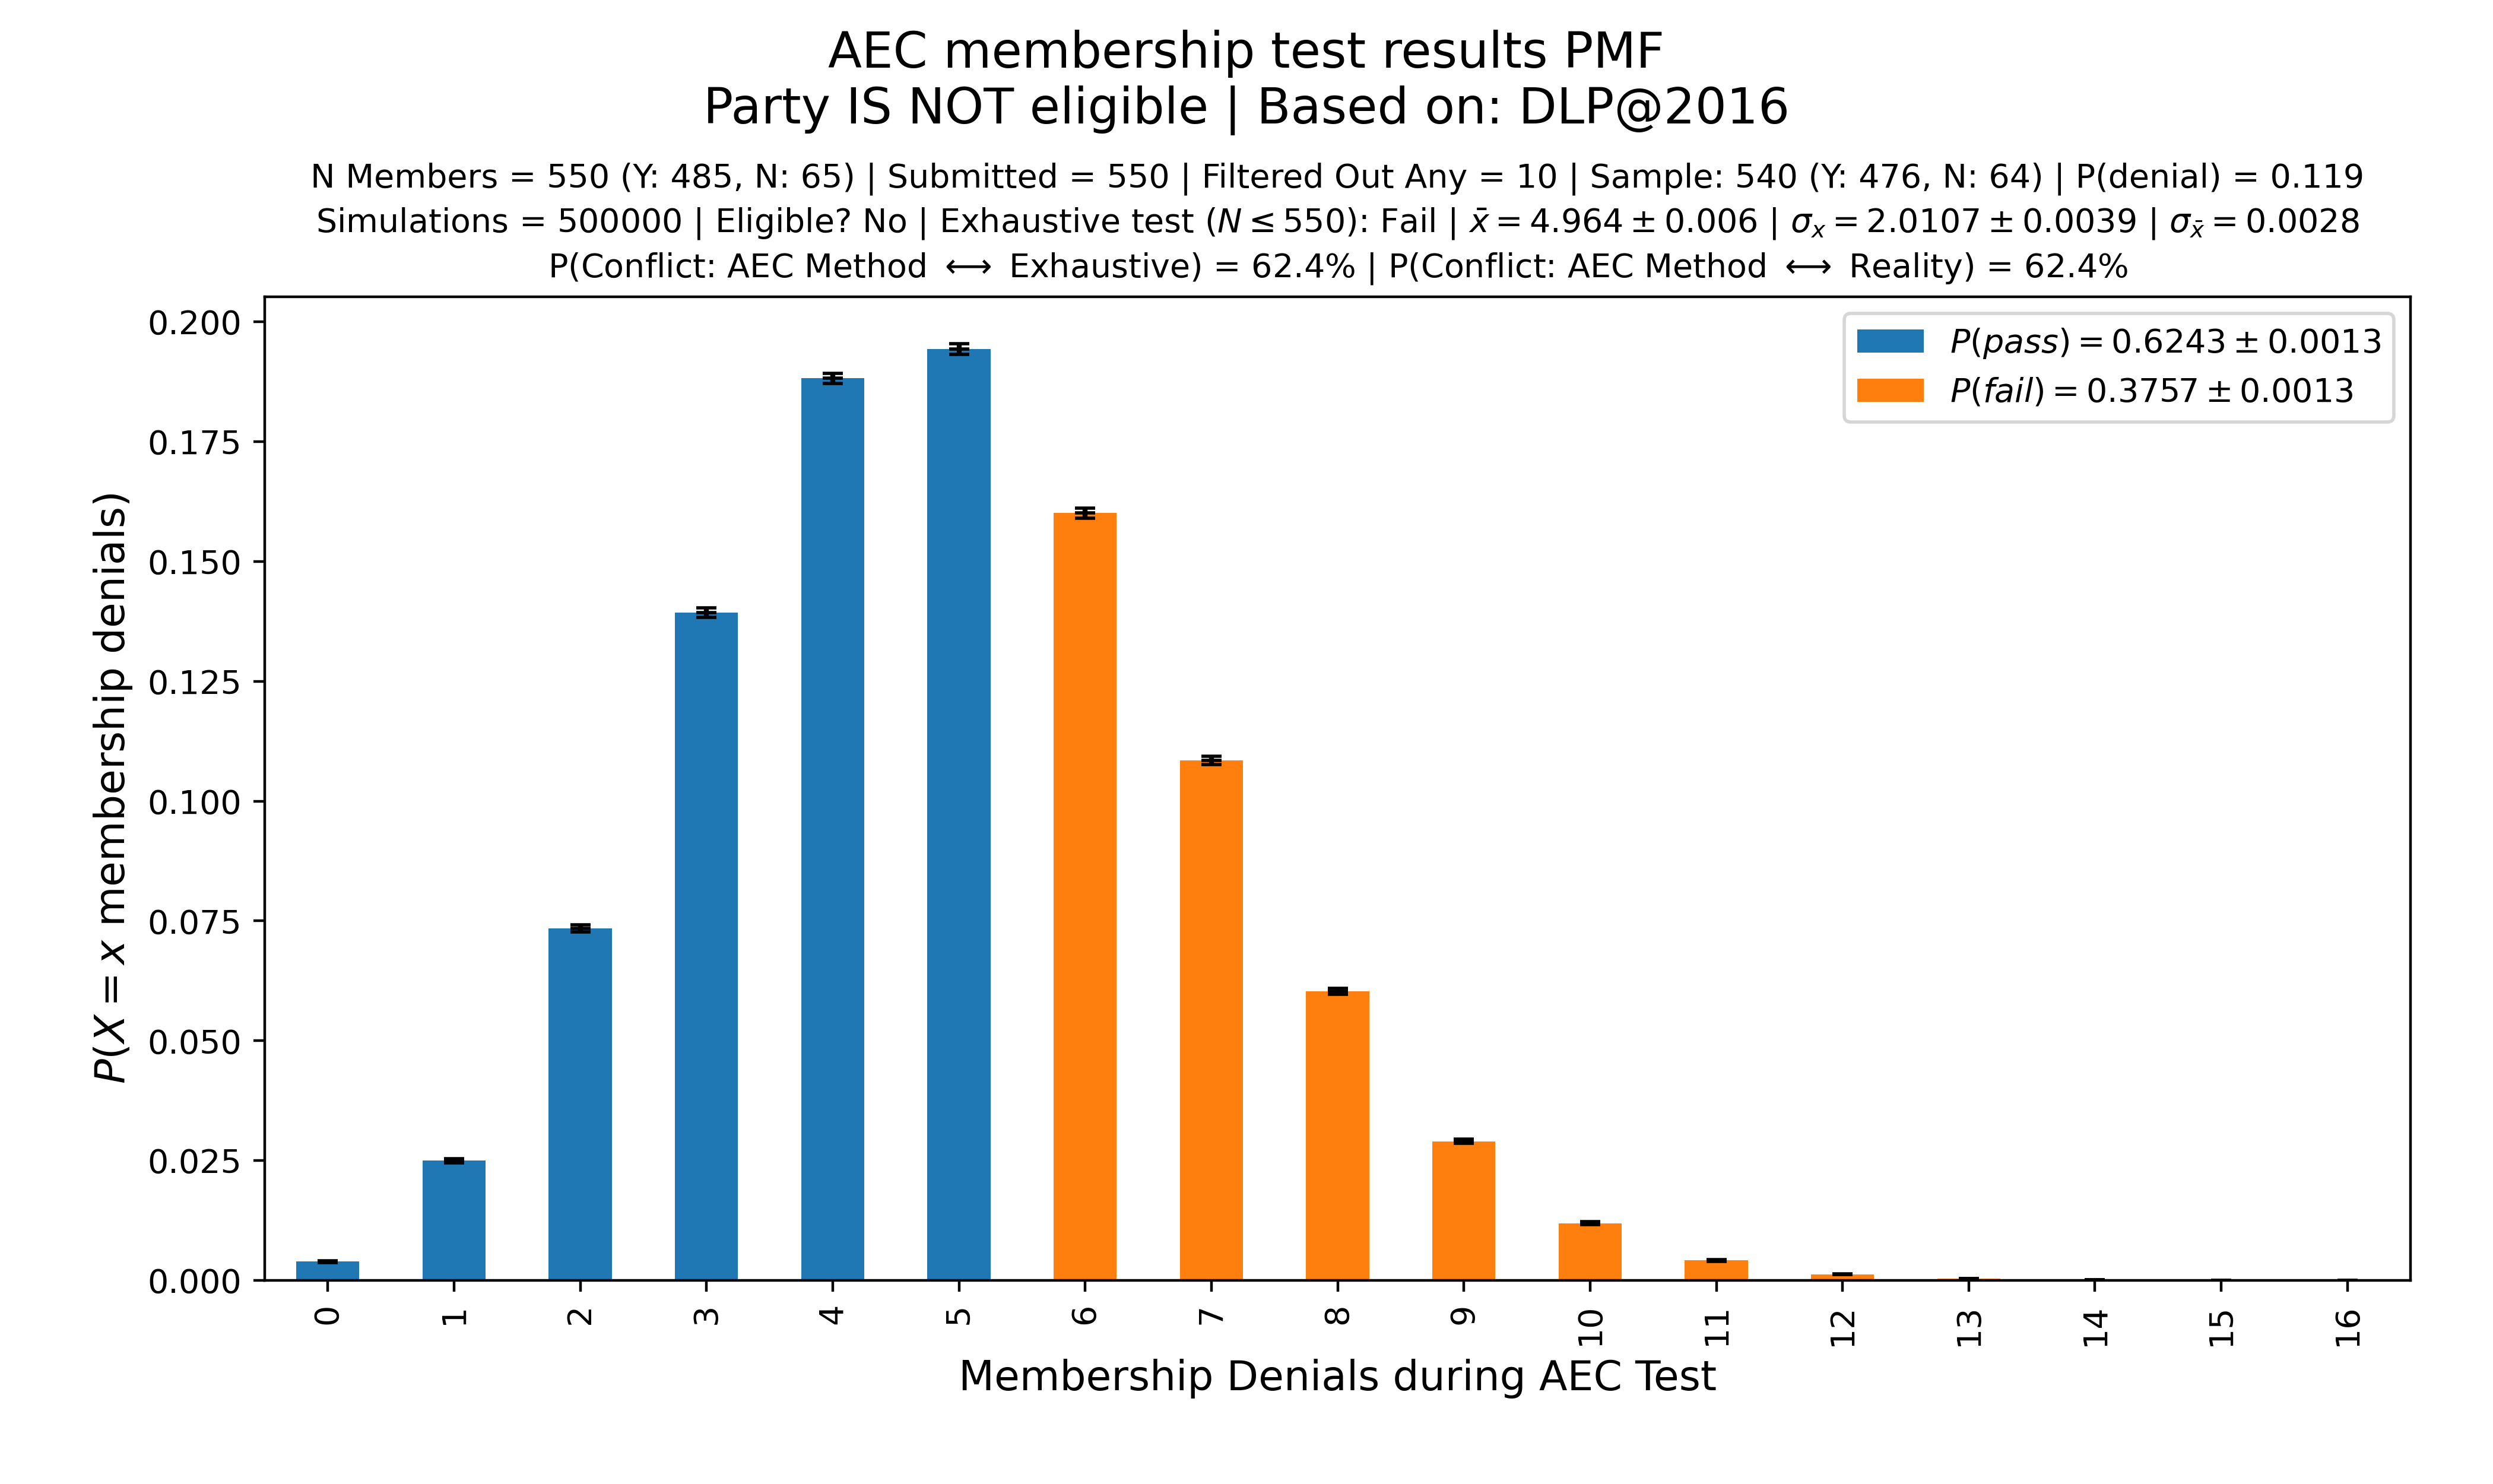 AEC membership test results PMF
Party IS NOT eligible | Based on: DLP@2016
N Members = 550 (Y: 485, N: 65) | Submitted = 550 | Filtered Out Any = 10 | Sample: 540 (Y: 476, N: 64) | P(denial) = 0.119
Simulations = 500000 | Eligible? No | Exhaustive test (N ≤ 550): Fail | x̄ = 4.964 ± 0.006 | σₓ = 2.0107 ± 0.0039 | σ_x̄ = 0.0028
P(Conflict: AEC Method ⟷ Exhaustive) = 62.4% | P(Conflict: AEC Method ⟷ Reality) = 62.4%
P(pass) = 0.6243 ± 0.0013
P(fail) = 0.3757 ± 0.0013
P(X = x membership denials)
0.200
0.175
0.150
0.125
0.100
0.075
0.050
0.025
0.000
0 1 2 3 4 5 6 7 8 9 10 11 12 13 14 15 16
Membership Denials during AEC Test